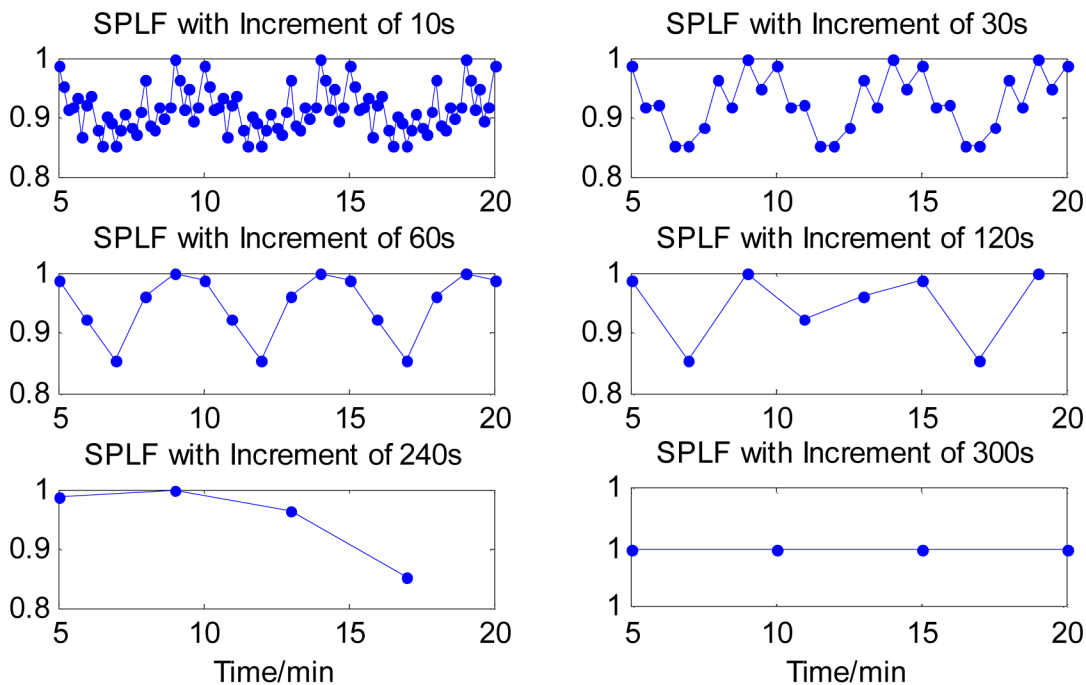 SPLF with Increment of 10s
1
0.9
0.8
5 10 15 20
SPLF with Increment of 30s
1
0.9
0.8
5 10 15 20
SPLF with Increment of 60s
1
0.9
0.8
5 10 15 20
SPLF with Increment of 120s
1
0.9
0.8
5 10 15 20
SPLF with Increment of 240s
1
0.9
0.8
5 10 15 20
Time/min
SPLF with Increment of 300s
1
1
1
5 10 15 20
Time/min